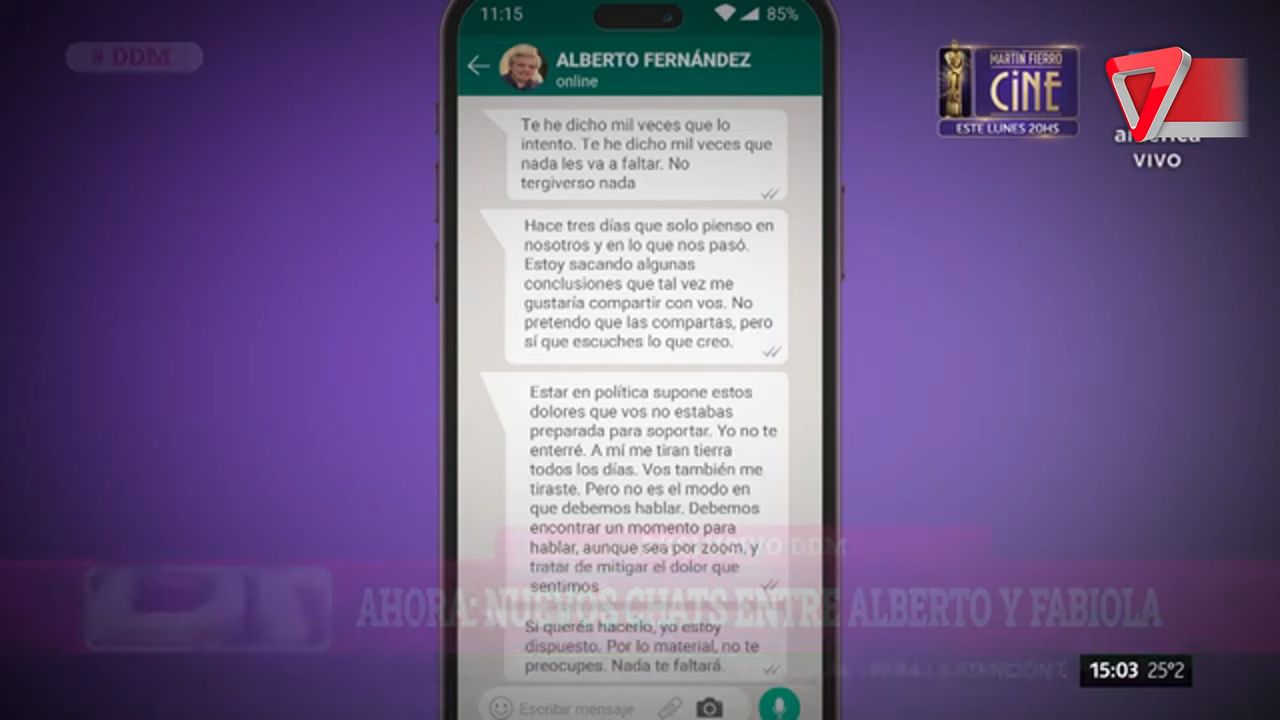 11:15
85%
# DDM
ALBERTO FERNÁNDEZ
online
MARTÍN FIERRO
CiNE
ESTE LUNES 20HS
VIVO
Te he dicho mil veces que lo
intento. Te he dicho mil veces que
nada les va a faltar. No
tergiverso nada
Hace tres días que solo pienso en
nosotros y en lo que nos pasó.
Estoy sacando algunas
conclusiones que tal vez me
gustaría compartir con vos. No
pretendo que las compartas, pero
sí que escuches lo que creo.
Estar en política supone estos
dolores que vos no estabas
preparada para soportar. Yo no te
enterré. A mí me tiran tierra
todos los días. Vos también me
tiraste. Pero no es el modo en
que debemos hablar. Debemos
encontrar un momento para
hablar, aunque sea por zoom, y
tratar de mitigar el dolor que
sentimos
DDM
AHORA: NUEVOS CHATS ENTRE ALBERTO Y FABIOLA
Si querés hacerlo, yo estoy
dispuesto. Por lo material, no te
preocupes. Nada te faltará.
Escribir mensaje
15:03 25°2